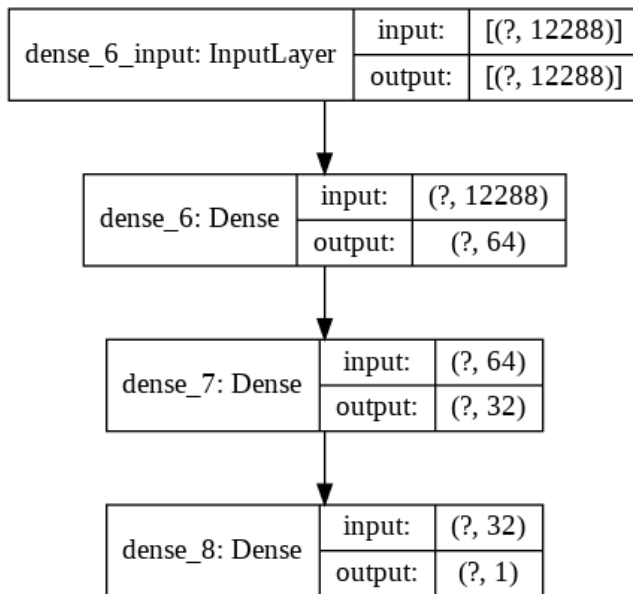 dense_6_input: InputLayer
input: [(?, 12288)]
output: [(?, 12288)]
dense_6: Dense
input: (?, 12288)
output: (?, 64)
dense_7: Dense
input: (?, 64)
output: (?, 32)
dense_8: Dense
input: (?, 32)
output: (?, 1)